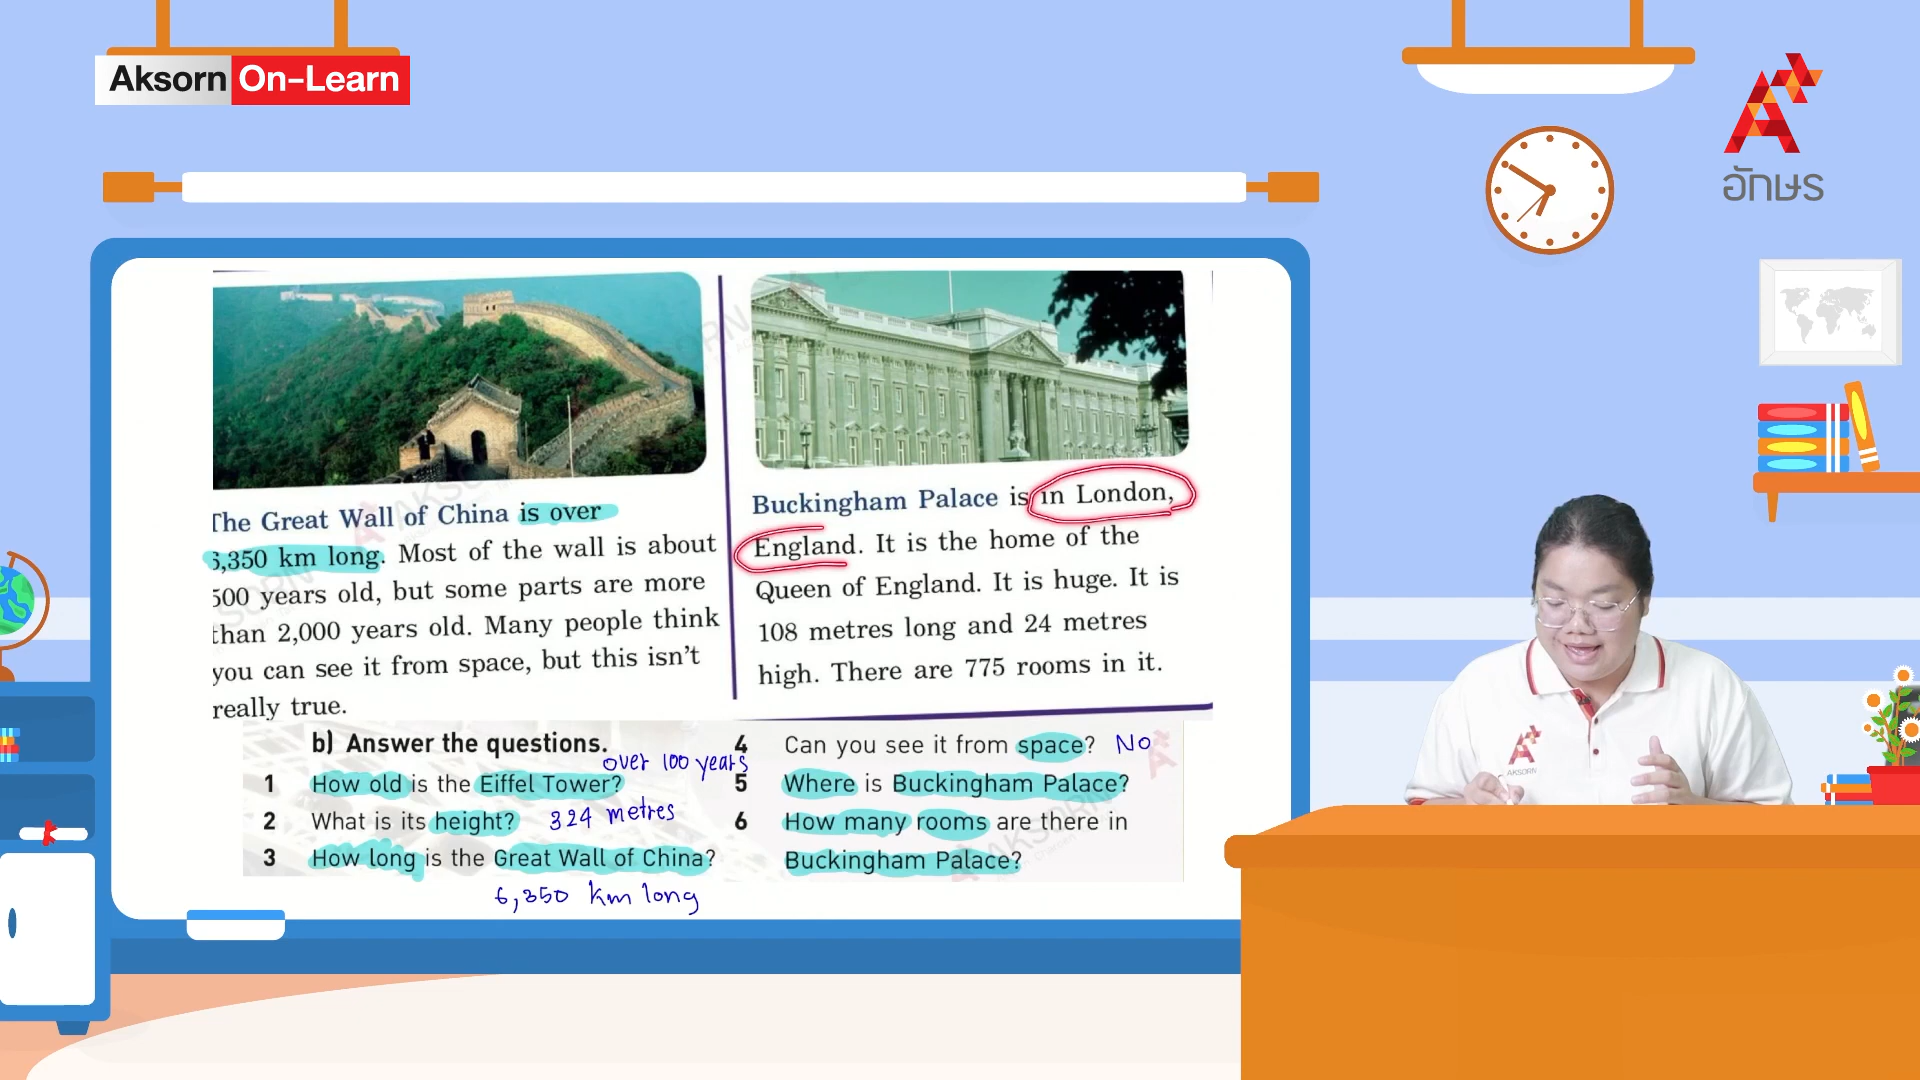 Aksorn On-Learn
อักษร
The Great Wall of China is over
6,350 km long. Most of the wall is about
500 years old, but some parts are more
than 2,000 years old. Many people think
you can see it from space, but this isn't
really true.
Buckingham Palace is in London,
England. It is the home of the
Queen of England. It is huge. It is
108 metres long and 24 metres
high. There are 775 rooms in it.
b) Answer the questions.
over 100 years
1 How old is the Eiffel Tower?
2 What is its height? 324 metres
3 How long is the Great Wall of China?
6,350 km long
4 Can you see it from space? No
5 Where is Buckingham Palace?
6 How many rooms are there in
Buckingham Palace?
AKSORN